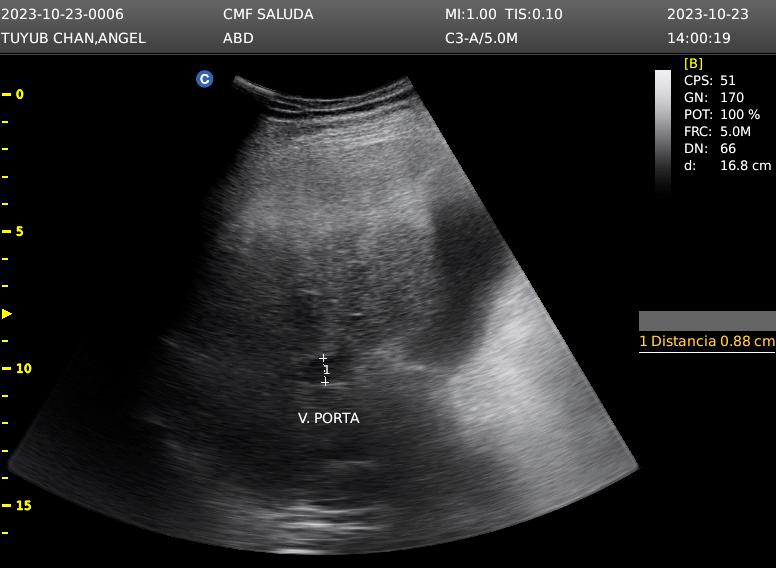 2023-10-23-0006 CMF SALUDA MI:1.00 TIS:0.10 2023-10-23
TUYUB CHAN,ANGEL ABD C3-A/5.0M 14:00:19
C
[B]
CPS: 51
GN: 170
POT: 100 %
FRC: 5.0M
DN: 66
d: 16.8 cm
0
5
10
15
1 Distancia 0.88 cm
1
V. PORTA